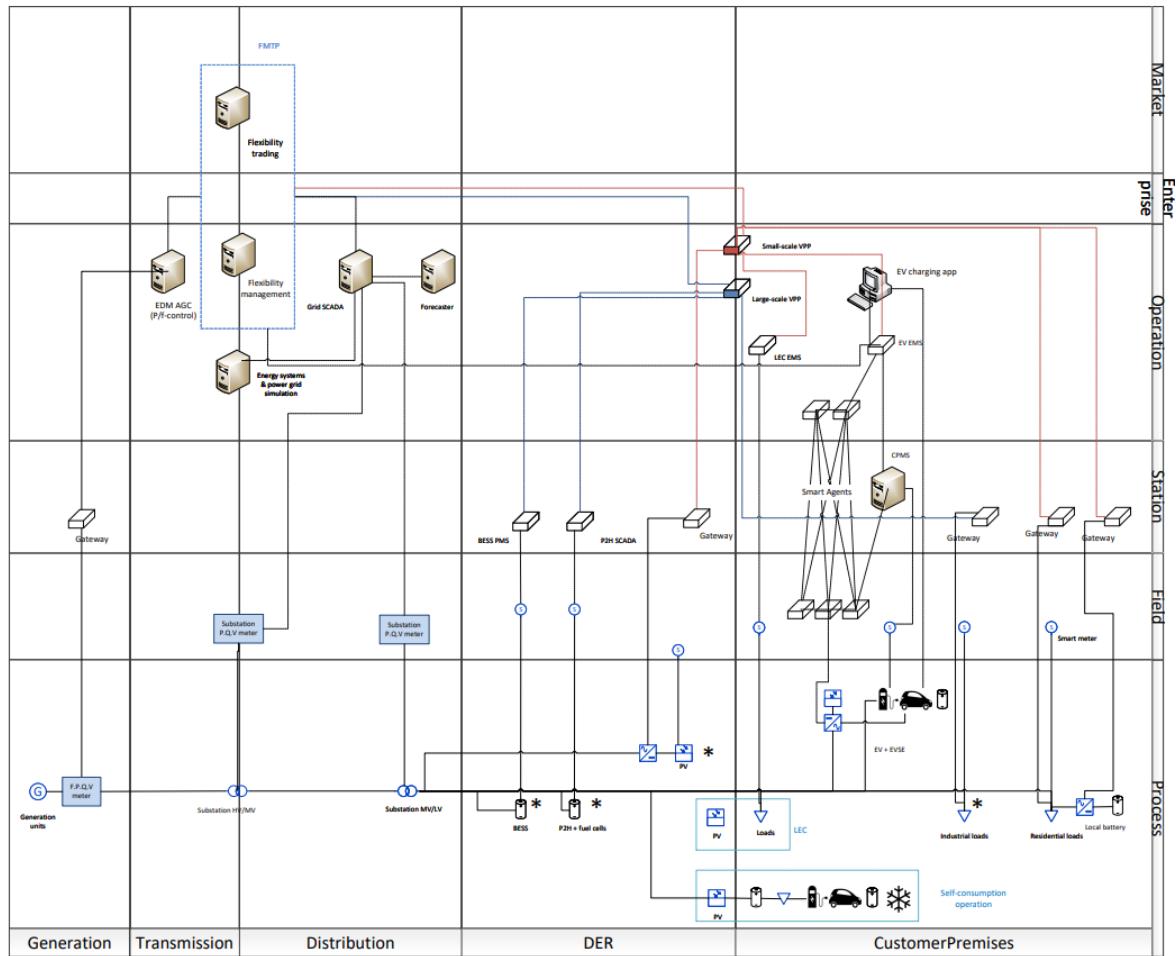 FMTP
Market
Flexibility
trading
Enter
prise
Small-scale VPP
EV charging app
Flexibility
management
EDM AGC
(P/f-control)
Grid SCADA
Forecaster
Large-scale VPP
Operation
LEC EMS
EV EMS
Energy systems
& power grid
simulation
CPMS
Smart Agents
Station
Gateway
BESS PMS
P2H SCADA
Gateway
Gateway
Gateway
Gateway
Field
Substation
P.Q.V meter
Substation
P.Q.V meter
S
S
S
S
S
S
Smart meter
S
EV + EVSE
PV
*
Process
G
F.P.Q.V
meter
Generation
units
Substation HV/MV
Substation MV/LV
*
BESS
*
P2H + fuel cells
PV
Loads
LEC
*
Industrial loads
Residential loads
Local battery
PV
Self-consumption
operation
Generation
Transmission
Distribution
DER
CustomerPremises